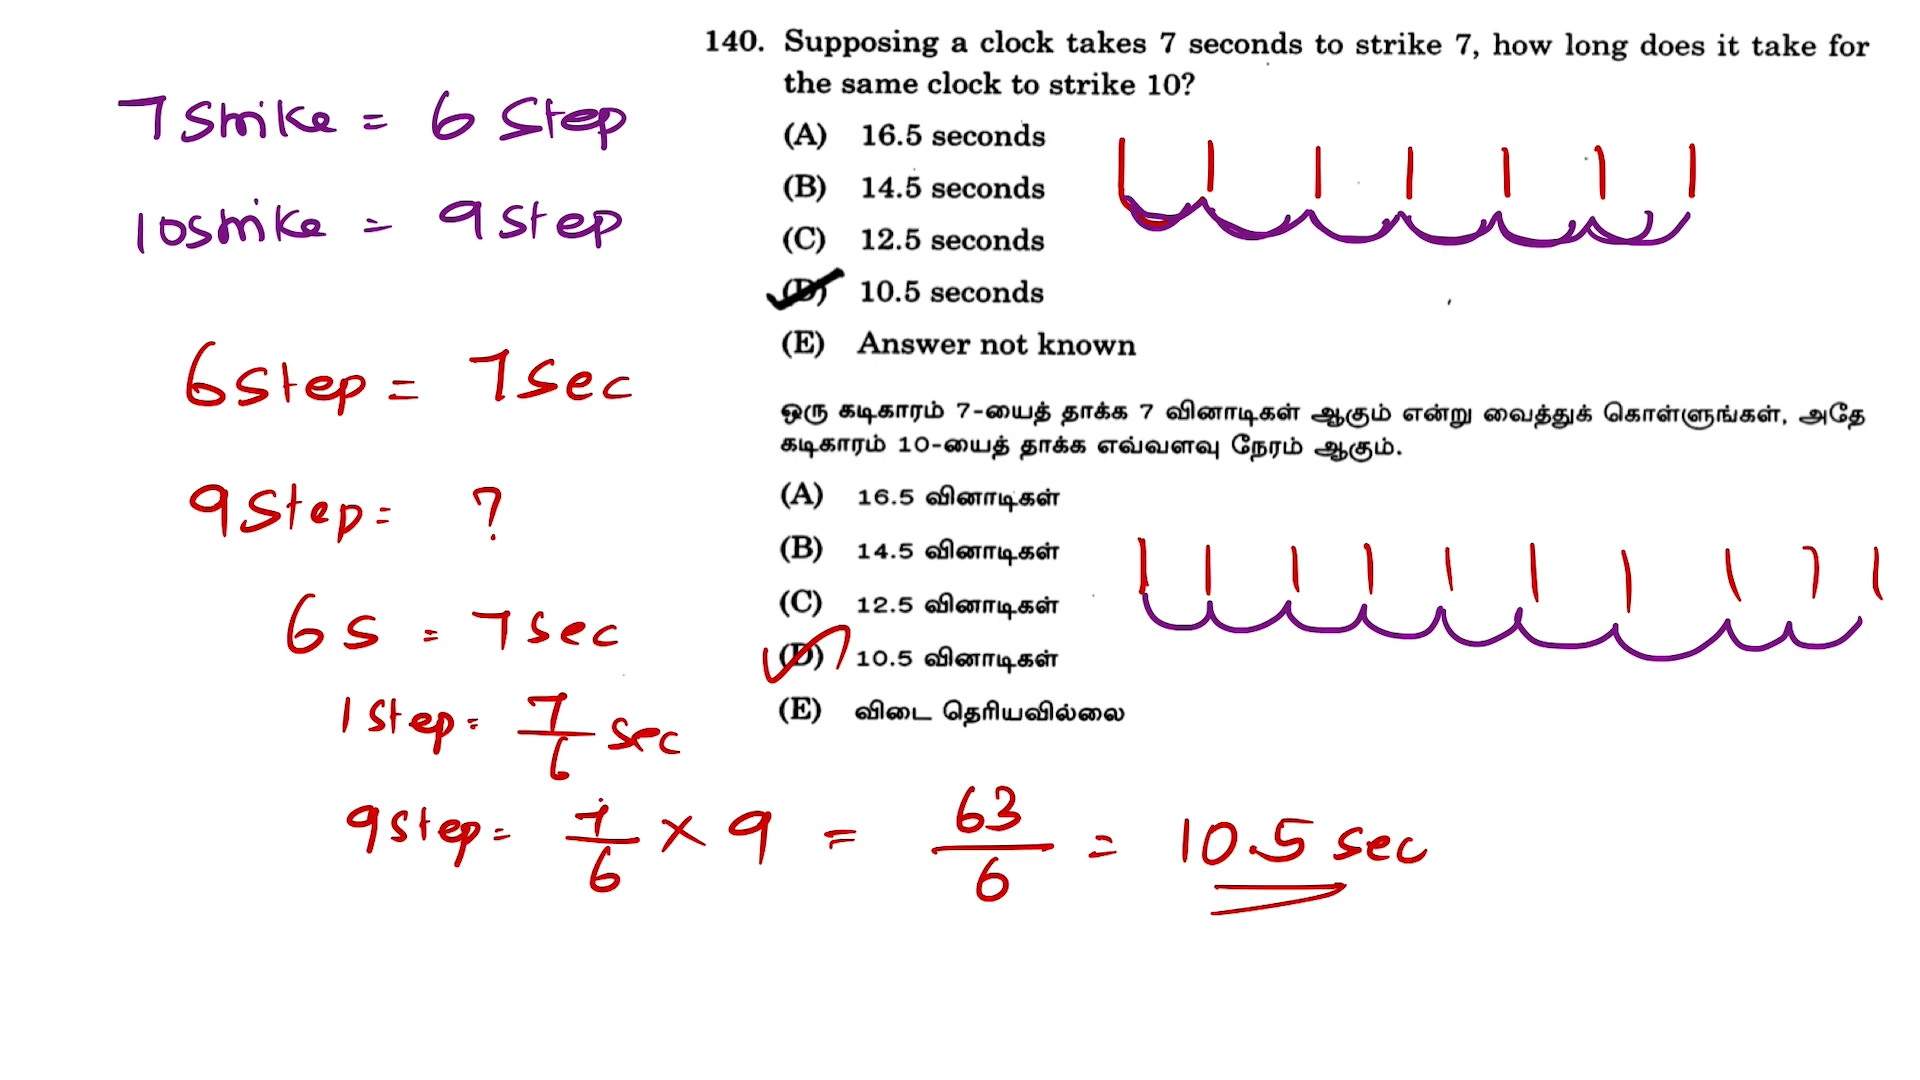 140. Supposing a clock takes 7 seconds to strike 7, how long does it take for
the same clock to strike 10?
(A) 16.5 seconds
(B) 14.5 seconds
(C) 12.5 seconds
(D) 10.5 seconds
(E) Answer not known
ஒரு கடிகாரம் 7-யைத் தாக்க 7 வினாடிகள் ஆகும் என்று வைத்துக் கொள்ளுங்கள், அதே
கடிகாரம் 10-யைத் தாக்க எவ்வளவு நேரம் ஆகும்.
(A) 16.5 வினாடிகள்
(B) 14.5 வினாடிகள்
(C) 12.5 வினாடிகள்
(D) 10.5 வினாடிகள்
(E) விடை தெரியவில்லை
7 strike = 6 step
10 strike = 9 step
6 step = 7 sec
9 step = ?
6 s = 7 sec
1 step = 7/6 sec
9 step = 7/6 × 9 = 63/6 = 10.5 sec